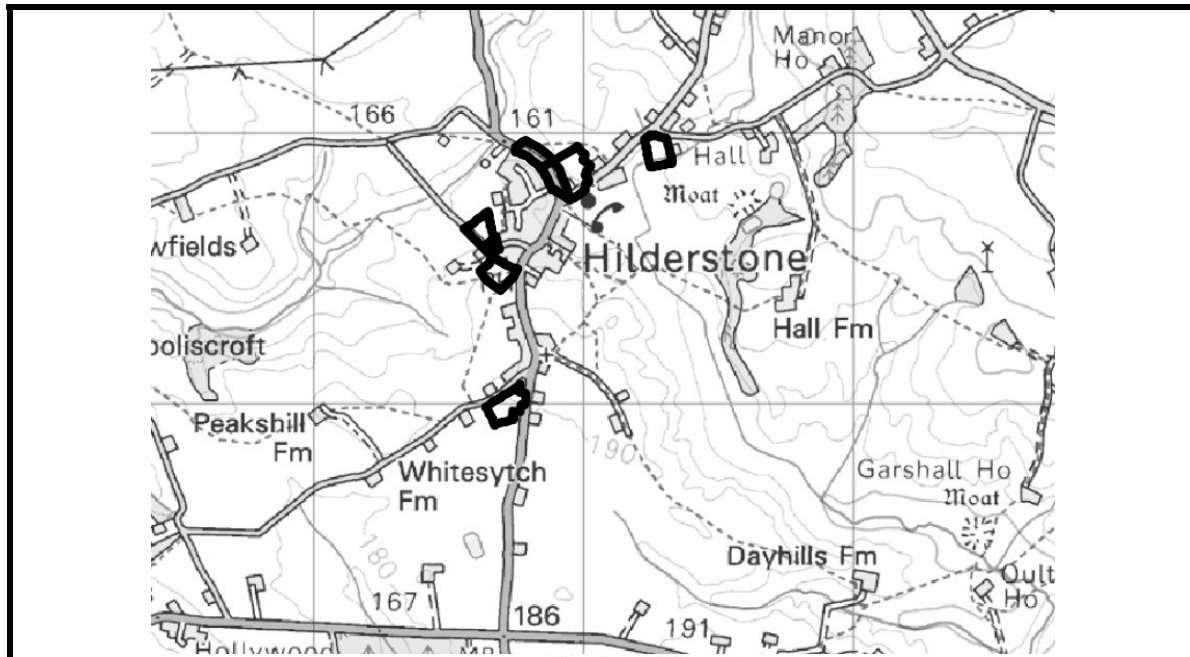 Manor
Ho
166
161
Hall
Moat
wfields
Hilderstone
Hall Fm
poliscroft
Peakshill
Fm
190
Whitesytch
Fm
Garshall Ho
Moat
180
Dayhills Fm
Oult
Ho
167
186
191
Hollywood
MP